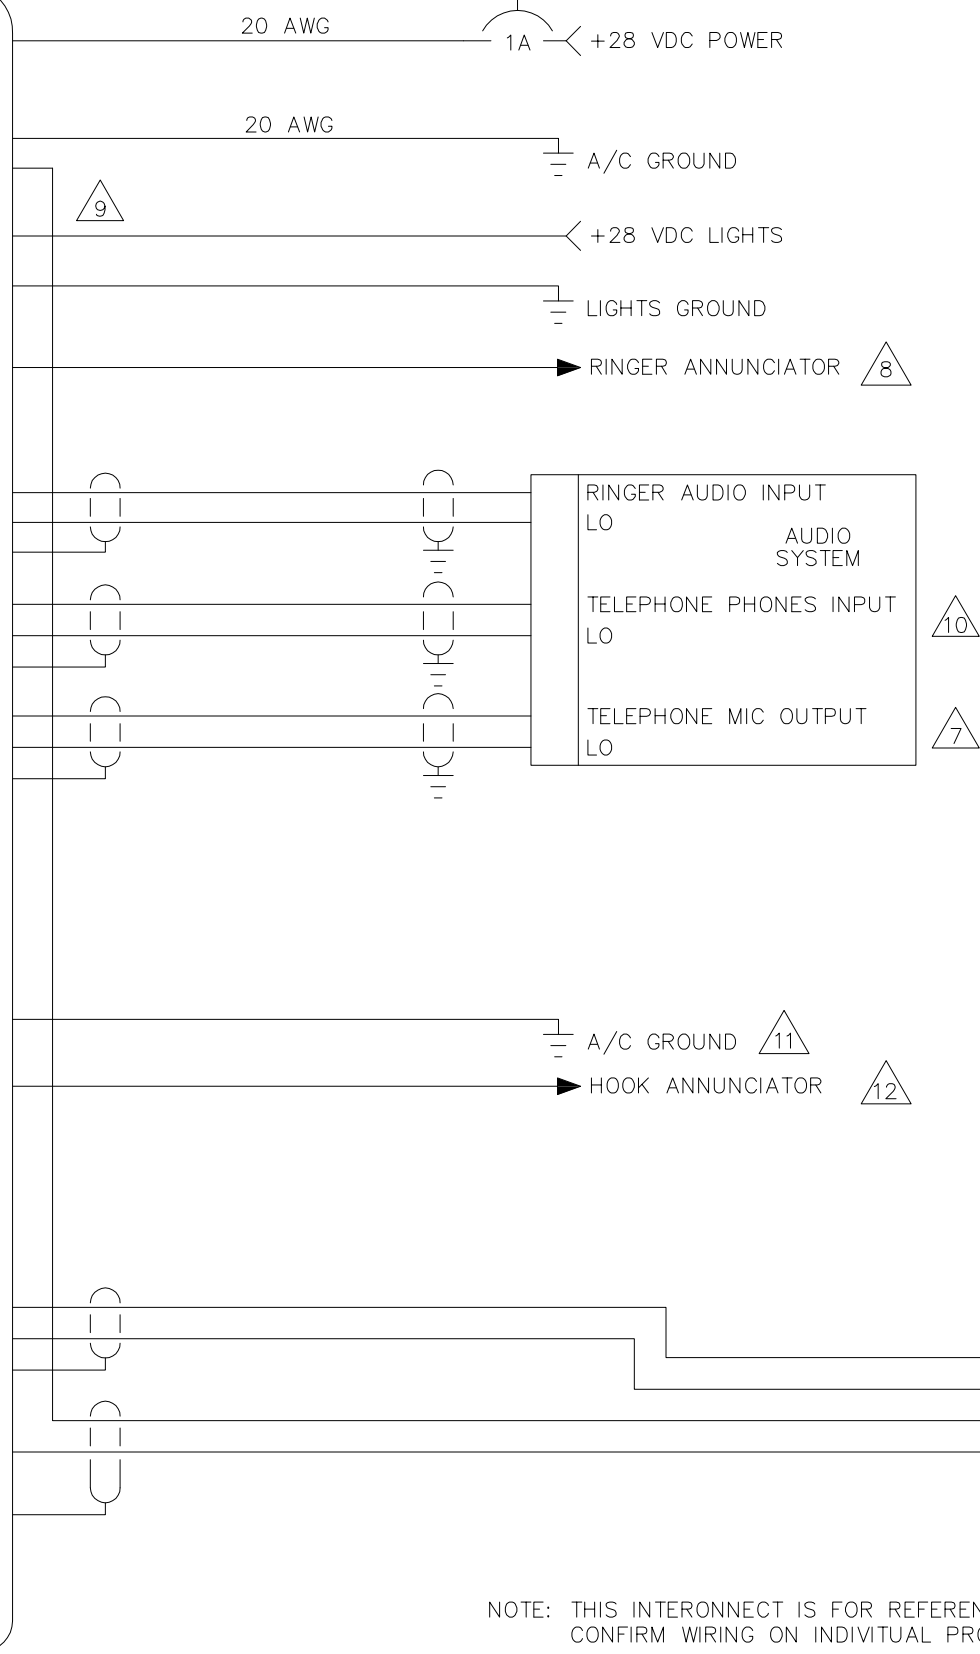 20 AWG
1A
+28 VDC POWER
20 AWG
A/C GROUND
9
+28 VDC LIGHTS
LIGHTS GROUND
RINGER ANNUNCIATOR
8
RINGER AUDIO INPUT
LO
AUDIO
SYSTEM
TELEPHONE PHONES INPUT
10
LO
TELEPHONE MIC OUTPUT
7
LO
A/C GROUND
11
HOOK ANNUNCIATOR
12
NOTE: THIS INTERONNECT IS FOR
CONFIRM WIRING ON INDIVITUAL